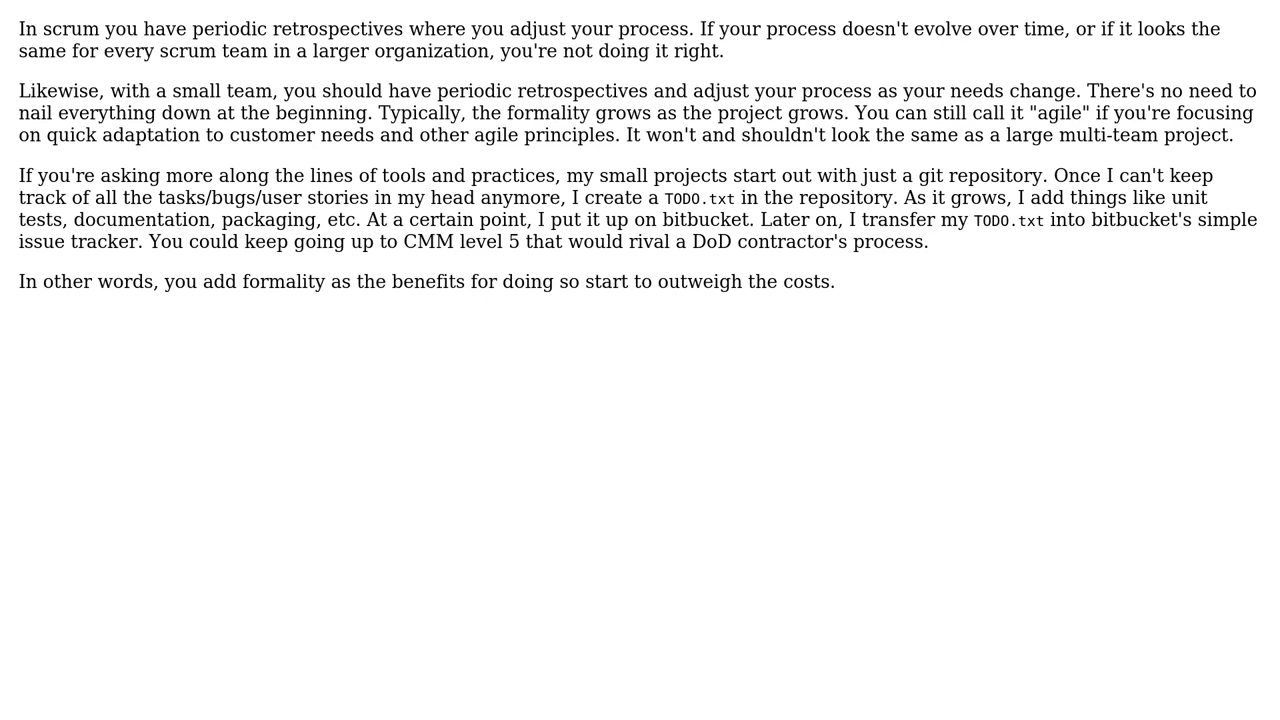 In scrum you have periodic retrospectives where you adjust your process. If your process doesn't evolve over time, or if it looks the
same for every scrum team in a larger organization, you're not doing it right.
Likewise, with a small team, you should have periodic retrospectives and adjust your process as your needs change. There's no need to
nail everything down at the beginning. Typically, the formality grows as the project grows. You can still call it "agile" if you're focusing
on quick adaptation to customer needs and other agile principles. It won't and shouldn't look the same as a large multi-team project.
If you're asking more along the lines of tools and practices, my small projects start out with just a git repository. Once I can't keep
track of all the tasks/bugs/user stories in my head anymore, I create a TODO.txt in the repository. As it grows, I add things like unit
tests, documentation, packaging, etc. At a certain point, I put it up on bitbucket. Later on, I transfer my TODO.txt into bitbucket's simple
issue tracker. You could keep going up to CMM level 5 that would rival a DoD contractor's process.
In other words, you add formality as the benefits for doing so start to outweigh the costs.